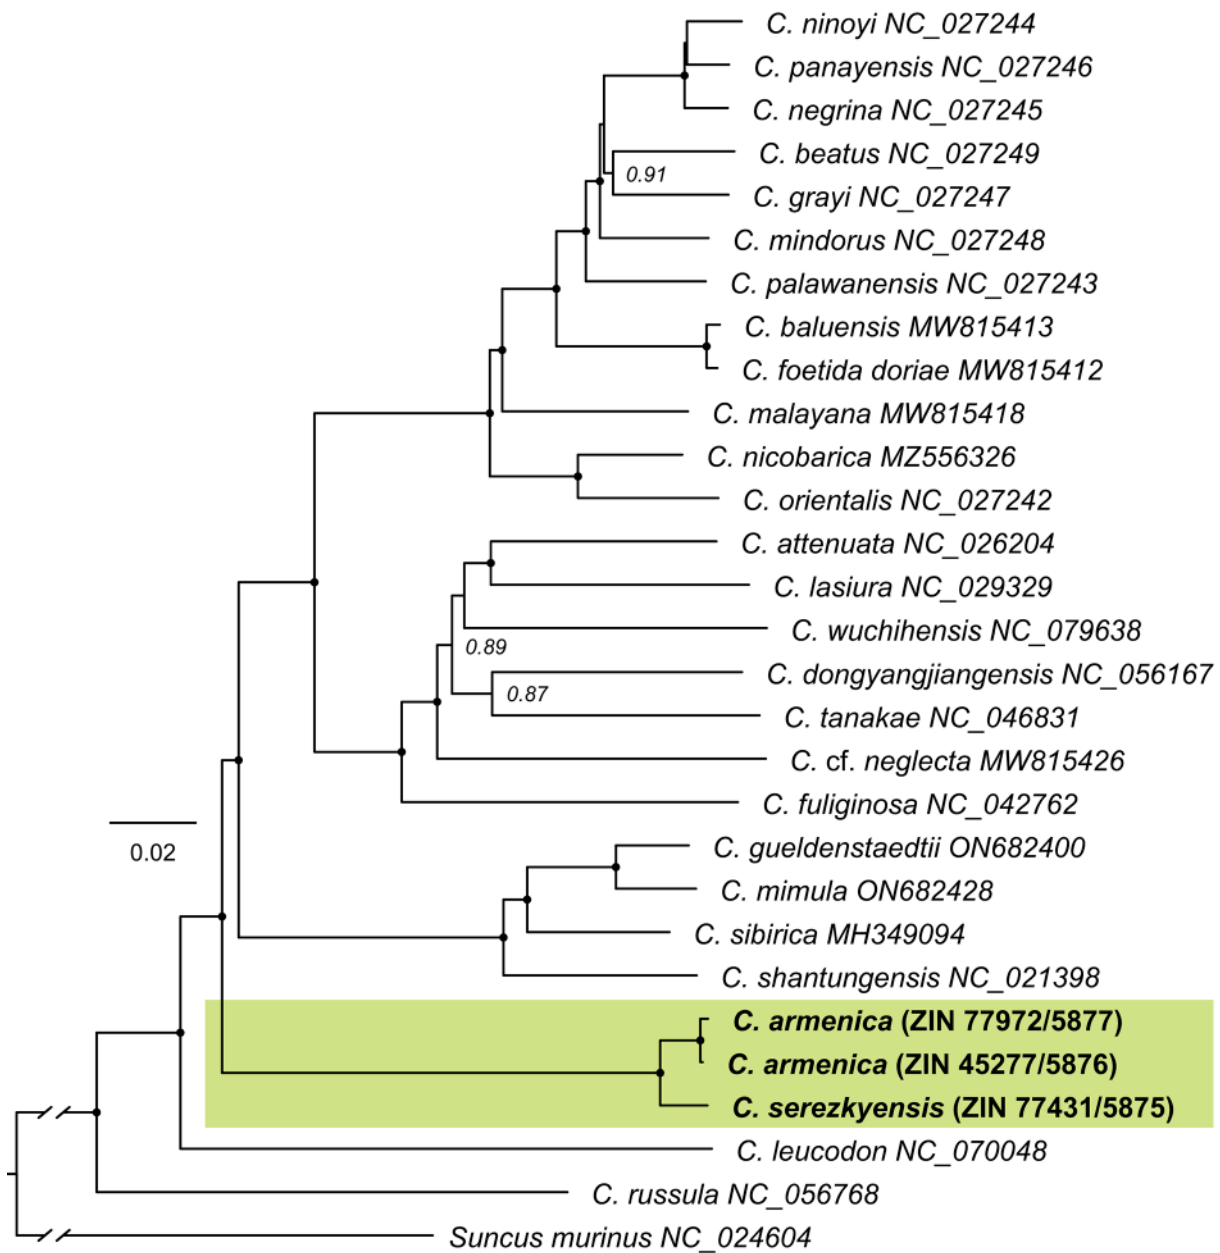 C. ninoyi NC_027244
C. panayensis NC_027246
C. negrina NC_027245
C. beatus NC_027249
0.91
C. grayi NC_027247
C. mindorus NC_027248
C. palawanensis NC_027243
C. baluensis MW815413
C. foetida doriae MW815412
C. malayana MW815418
C. nicobarica MZ556326
C. orientalis NC_027242
C. attenuata NC_026204
C. lasiura NC_029329
C. wuchihensis NC_079638
0.89
C. dongyangjiangensis NC_056167
0.87
C. tanakae NC_046831
C. cf. neglecta MW815426
C. fuliginosa NC_042762
0.02
C. gueldenstaedtii ON682400
C. mimula ON682428
C. sibirica MH349094
C. shantungensis NC_021398
C. armenica (ZIN 77972/5877)
C. armenica (ZIN 45277/5876)
C. serezkyensis (ZIN 77431/5875)
C. leucodon NC_070048
C. russula NC_056768
Suncus murinus NC_024604